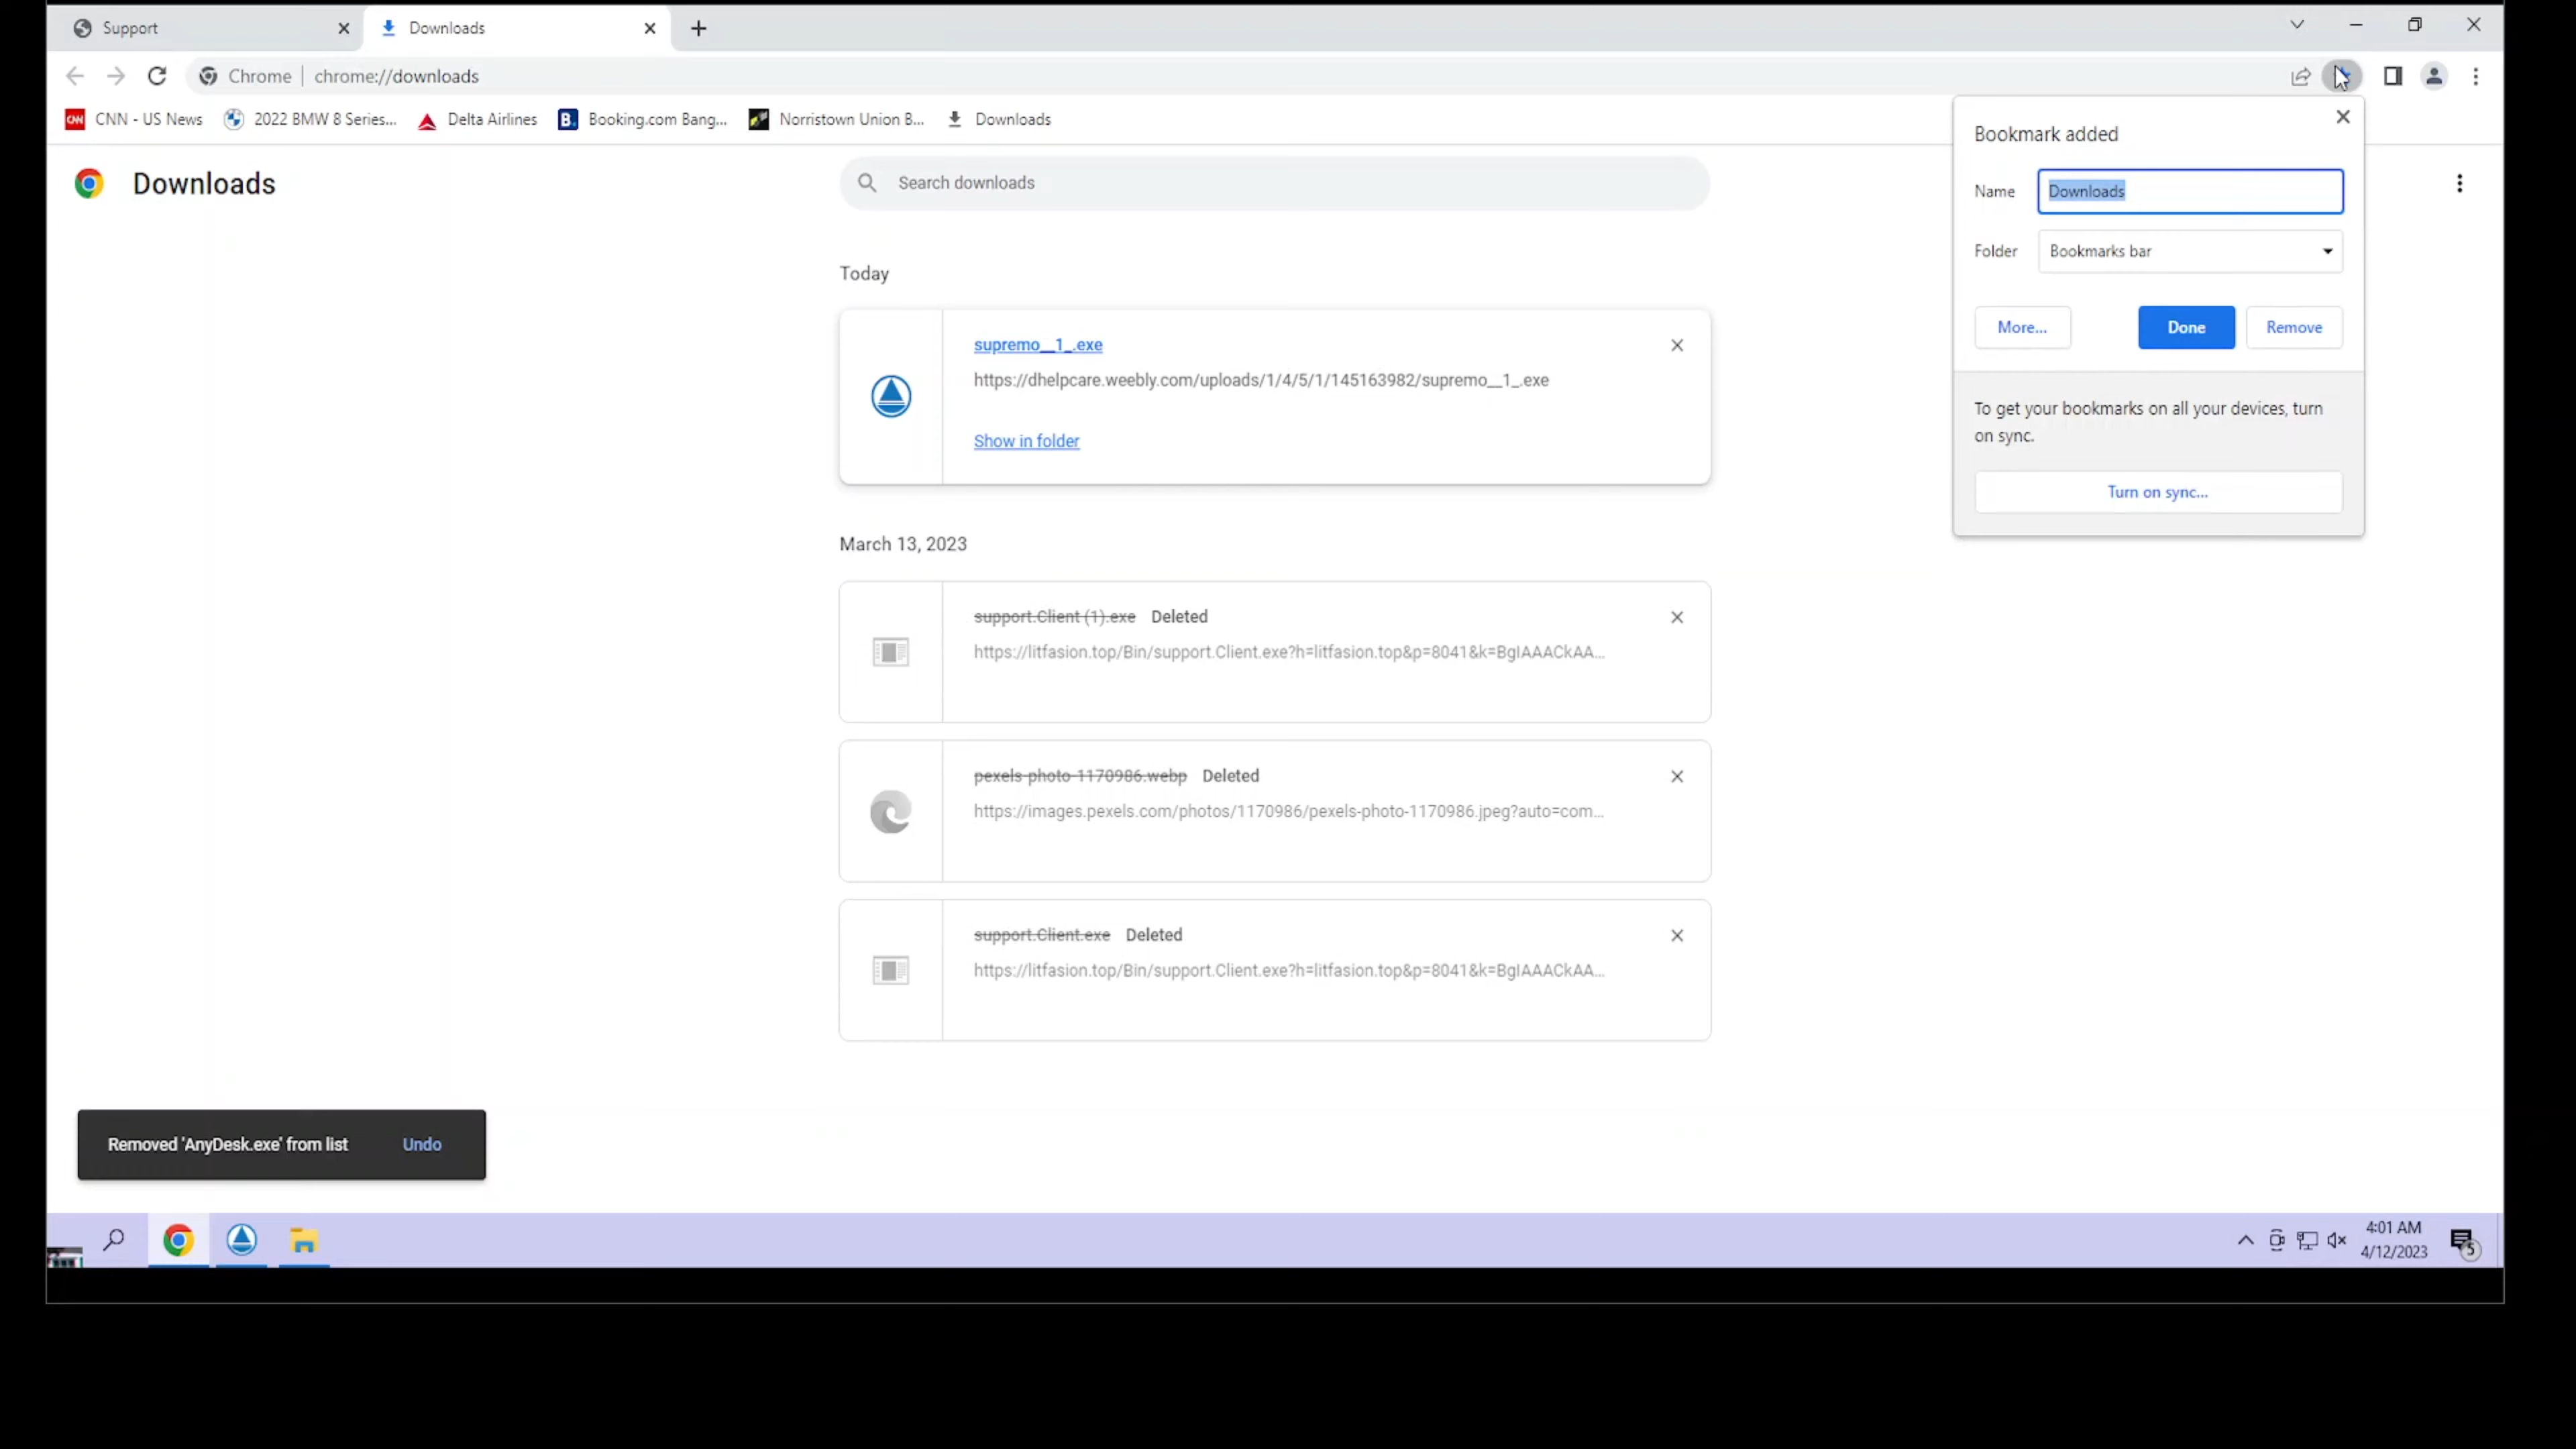 Support
Downloads
Chrome | chrome://downloads
CNN - US News
2022 BMW 8 Series...
Delta Airlines
Booking.com Bang...
Norristown Union B...
Downloads
Downloads
Search downloads
Bookmark added
Name Downloads
Folder Bookmarks bar
More... Done Remove
To get your bookmarks on all your devices, turn
on sync.
Turn on sync...
Today
supremo__1_.exe
https://dhelpcare.weebly.com/uploads/1/4/5/1/145163982/supremo__1_.exe
Show in folder
March 13, 2023
support.Client (1).exe Deleted
https://litfasion.top/Bin/support.Client.exe?h=litfasion.top&p=8041&k=BgIAAACkAA...
pexels-photo-1170986.webp Deleted
https://images.pexels.com/photos/1170986/pexels-photo-1170986.jpeg?auto=com...
support.Client.exe Deleted
https://litfasion.top/Bin/support.Client.exe?h=litfasion.top&p=8041&k=BgIAAACkAA...
Removed 'AnyDesk.exe' from list Undo
4:01 AM
4/12/2023
5
CNN
B.